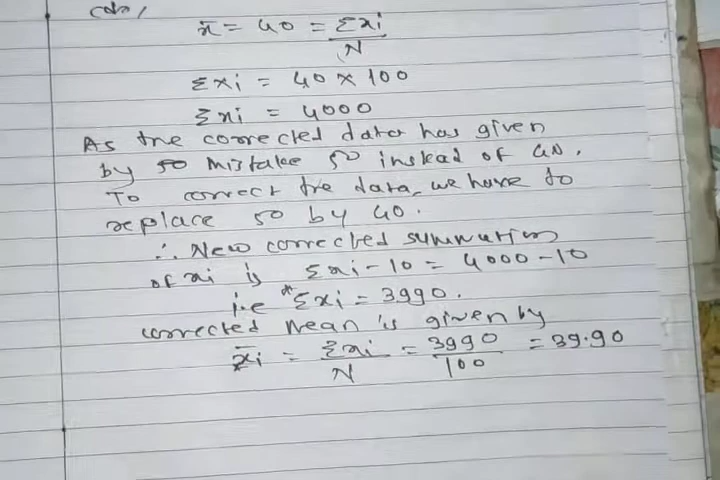 x̄ = 40 = Σxi
N
Σxi = 40 × 100
Σxi = 4000
As the corrected data has given
by 50 mistake 50 instead of 40.
To correct the data, we have to
replace 50 by 40.
∴ New corrected summation
of xi is Σxi - 10 = 4000 - 10
i.e Σxi = 3990.
corrected mean is given by
x̄i = Σxi = 3990 = 39.90
N 100